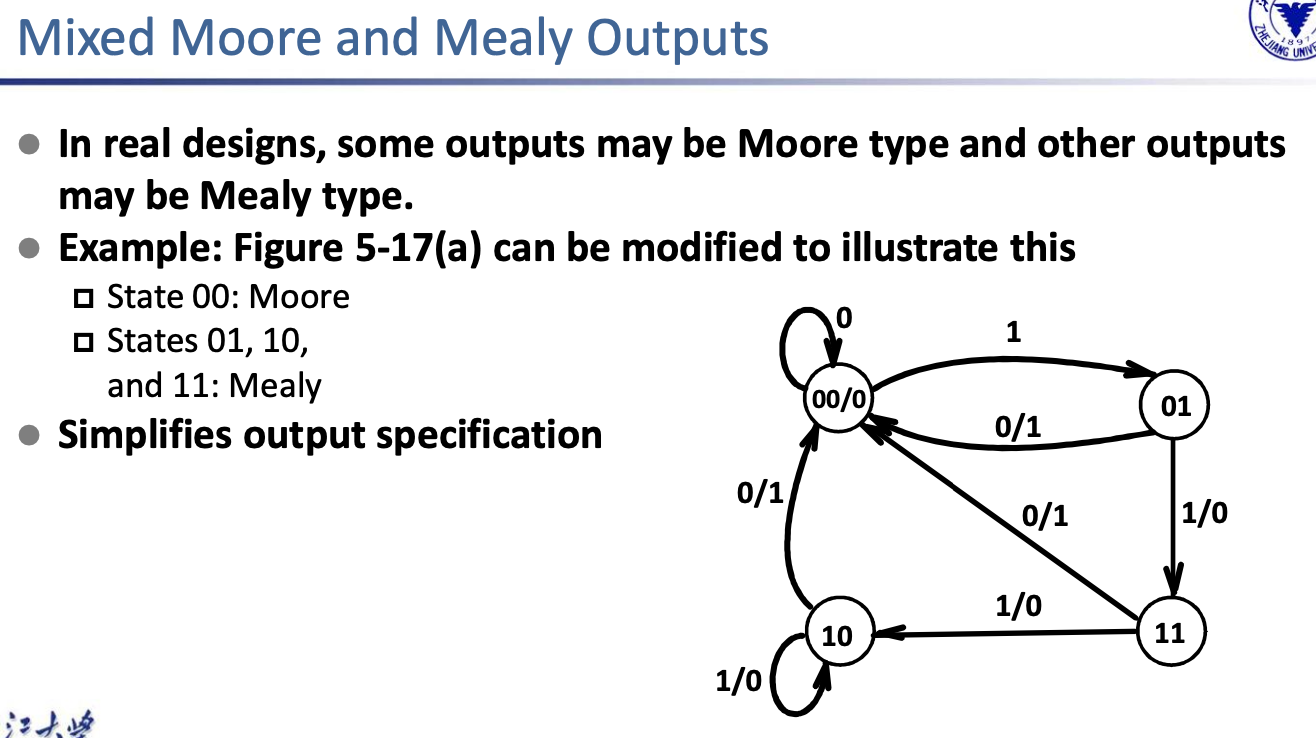 Mixed Moore and Mealy Outputs
In real designs, some outputs may be Moore type and other outputs
may be Mealy type.
Example: Figure 5-17(a) can be modified to illustrate this
State 00: Moore
States 01, 10,
and 11: Mealy
Simplifies output specification
0
1
00/0
01
0/1
0/1
0/1
1/0
1/0
10
11
1/0
1897